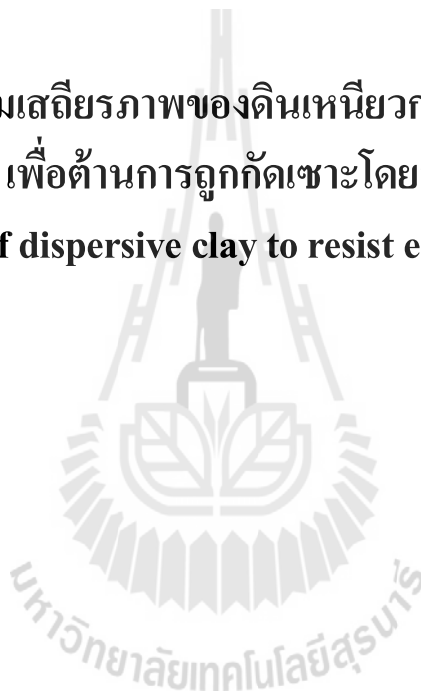 มเสถียรภาพของดินเหนียวก
เพื่อต้านการถูกกัดเซาะโดย
f dispersive clay to resist e
มหาวิทยาลัยเทคโนโลยีสุรนารี